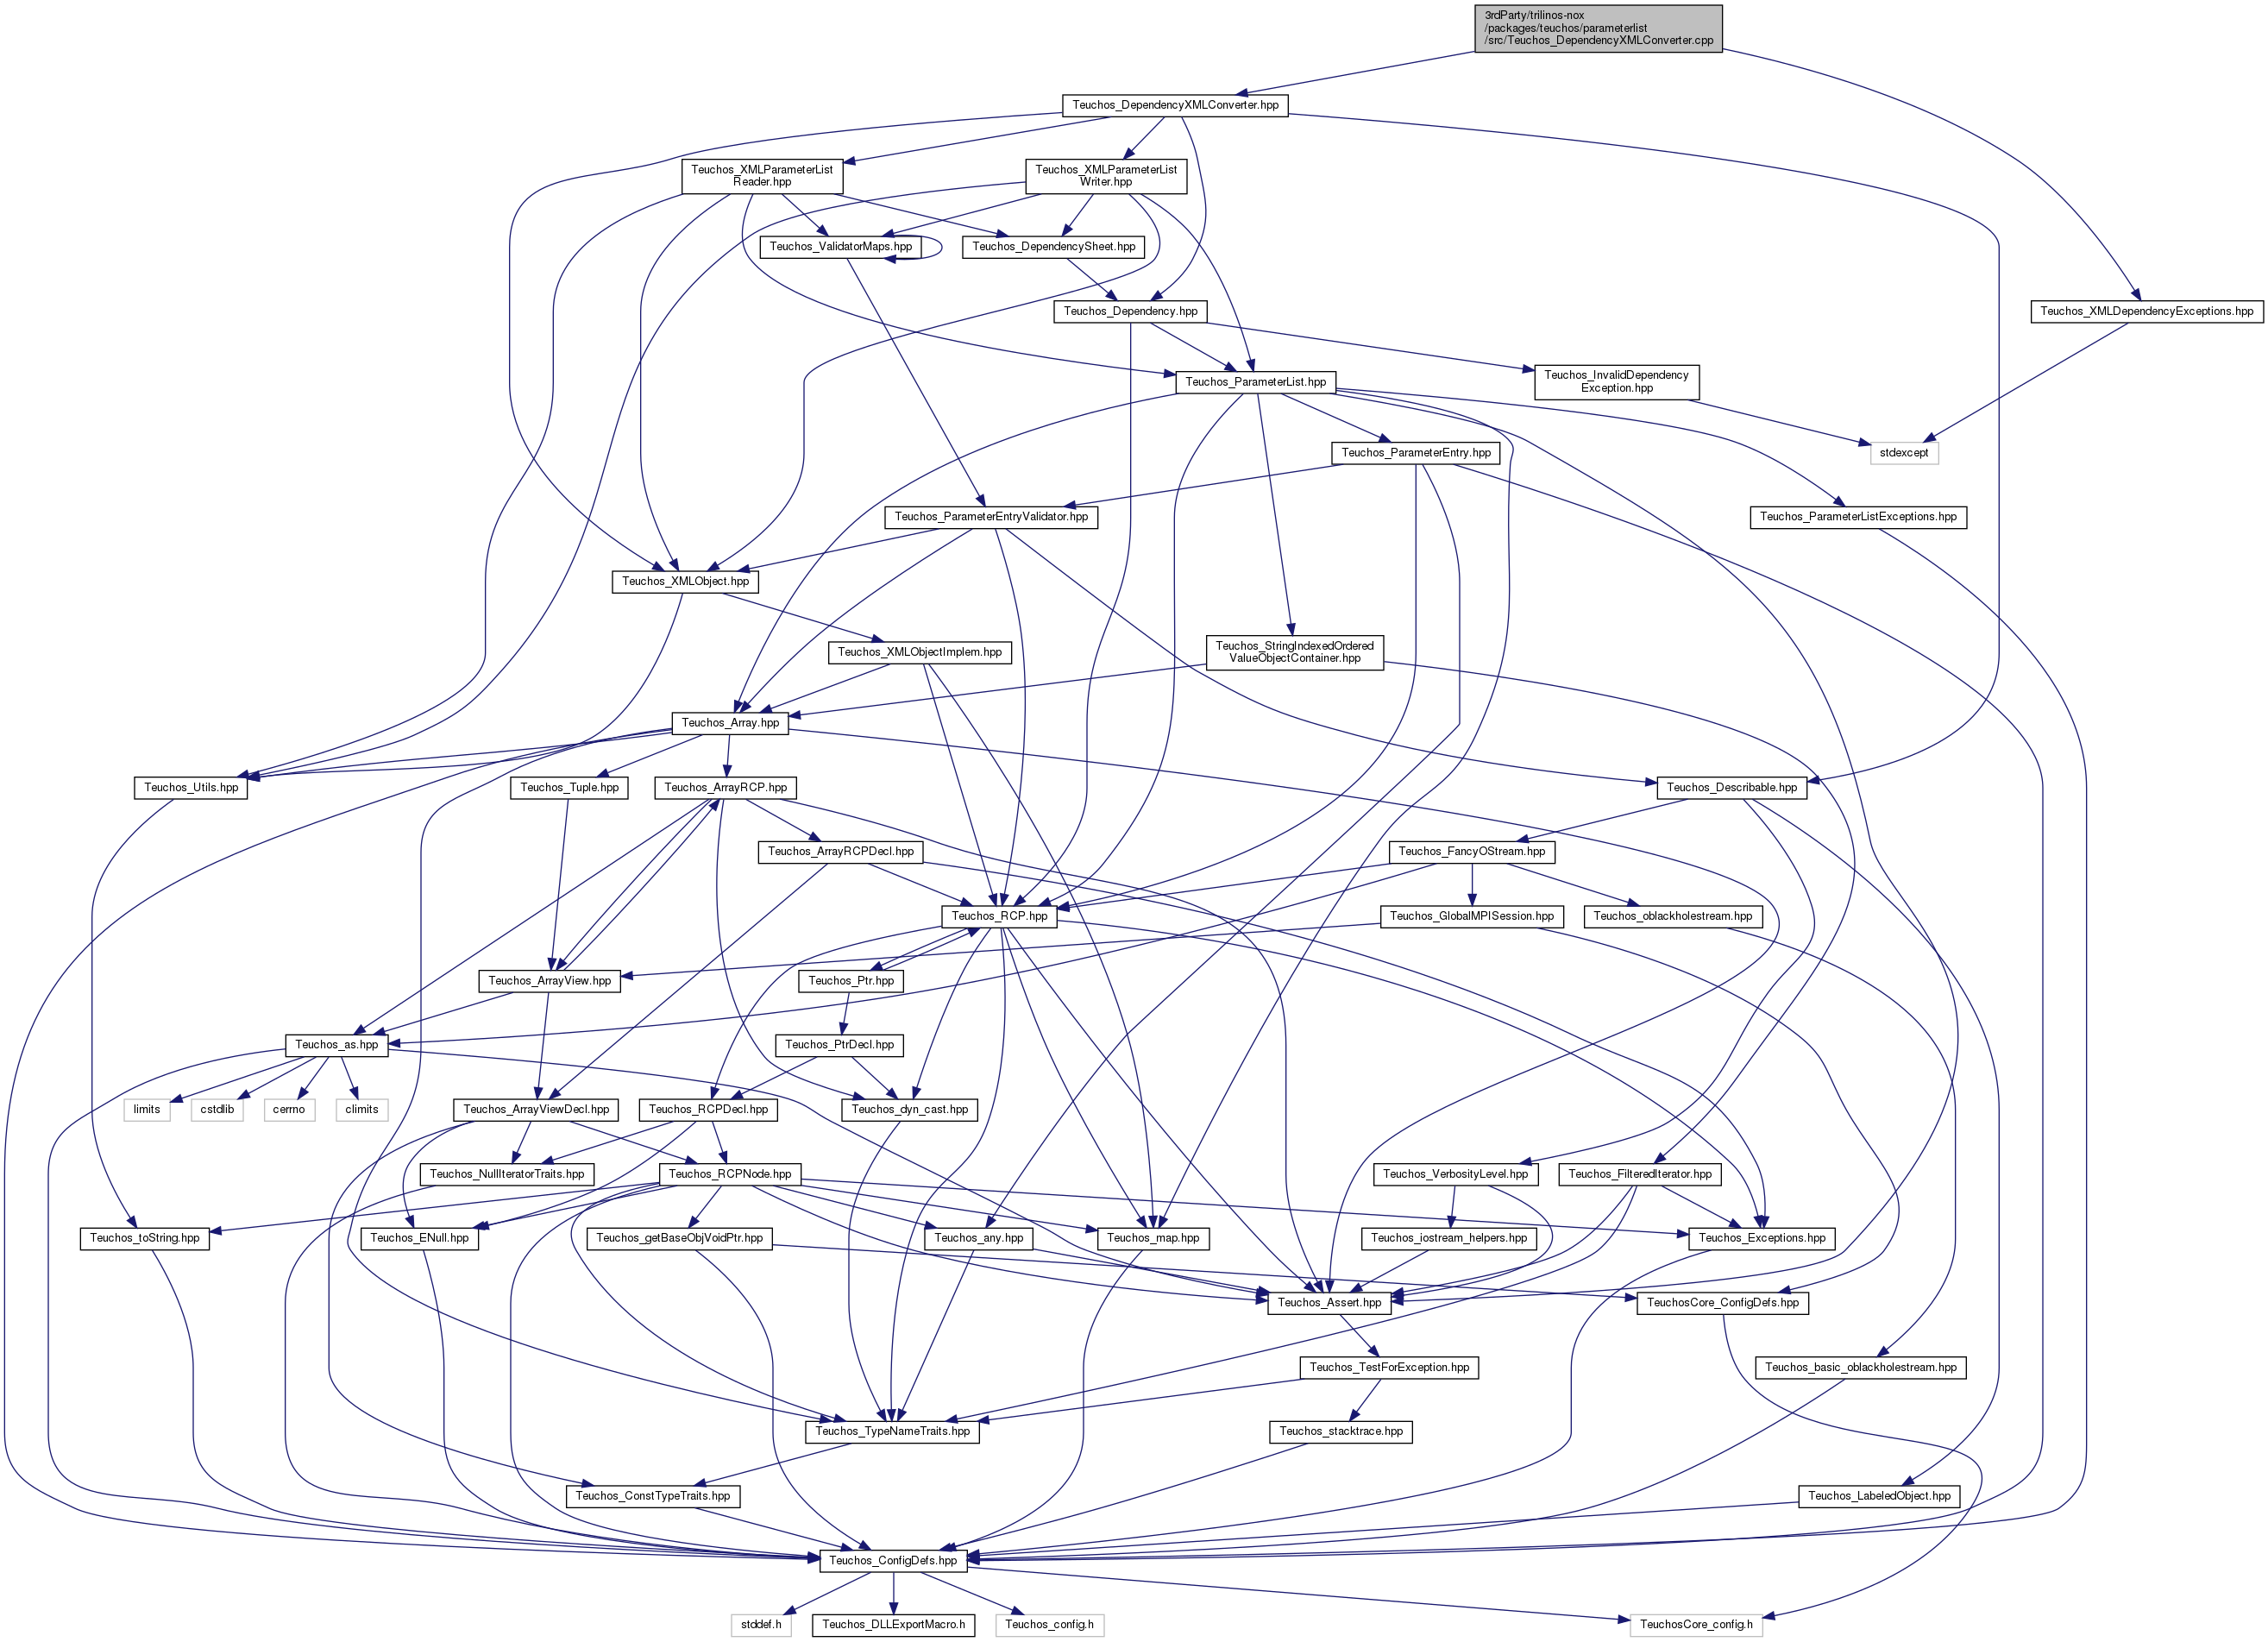 3rdParty/trilinos-nox
/packages/teuchos/parameterlist
/src/Teuchos_DependencyXMLConverter.cpp
Teuchos_DependencyXMLConverter.hpp
Teuchos_XMLParameterList
Reader.hpp
Teuchos_XMLParameterList
Writer.hpp
Teuchos_ValidatorMaps.hpp
Teuchos_DependencySheet.hpp
Teuchos_Dependency.hpp
Teuchos_XMLDependencyExceptions.hpp
Teuchos_ParameterList.hpp
Teuchos_InvalidDependency
Exception.hpp
Teuchos_ParameterEntry.hpp
stdexcept
Teuchos_ParameterEntryValidator.hpp
Teuchos_ParameterListExceptions.hpp
Teuchos_XMLObject.hpp
Teuchos_XMLObjectImplem.hpp
Teuchos_StringIndexedOrdered
ValueObjectContainer.hpp
Teuchos_Array.hpp
Teuchos_Utils.hpp
Teuchos_Tuple.hpp
Teuchos_ArrayRCP.hpp
Teuchos_Describable.hpp
Teuchos_ArrayRCPDecl.hpp
Teuchos_FancyOStream.hpp
Teuchos_RCP.hpp
Teuchos_GlobalMPISession.hpp
Teuchos_oblackholestream.hpp
Teuchos_ArrayView.hpp
Teuchos_Ptr.hpp
Teuchos_as.hpp
Teuchos_PtrDecl.hpp
limits
cstdlib
cerrno
climits
Teuchos_ArrayViewDecl.hpp
Teuchos_RCPDecl.hpp
Teuchos_dyn_cast.hpp
Teuchos_NullIteratorTraits.hpp
Teuchos_RCPNode.hpp
Teuchos_VerbosityLevel.hpp
Teuchos_FilteredIterator.hpp
Teuchos_toString.hpp
Teuchos_ENull.hpp
Teuchos_getBaseObjVoidPtr.hpp
Teuchos_any.hpp
Teuchos_map.hpp
Teuchos_iostream_helpers.hpp
Teuchos_Exceptions.hpp
Teuchos_Assert.hpp
TeuchosCore_ConfigDefs.hpp
Teuchos_TestForException.hpp
Teuchos_basic_oblackholestream.hpp
Teuchos_TypeNameTraits.hpp
Teuchos_stacktrace.hpp
Teuchos_ConstTypeTraits.hpp
Teuchos_LabeledObject.hpp
Teuchos_ConfigDefs.hpp
stddef.h
Teuchos_DLLExportMacro.h
Teuchos_config.h
TeuchosCore_config.h